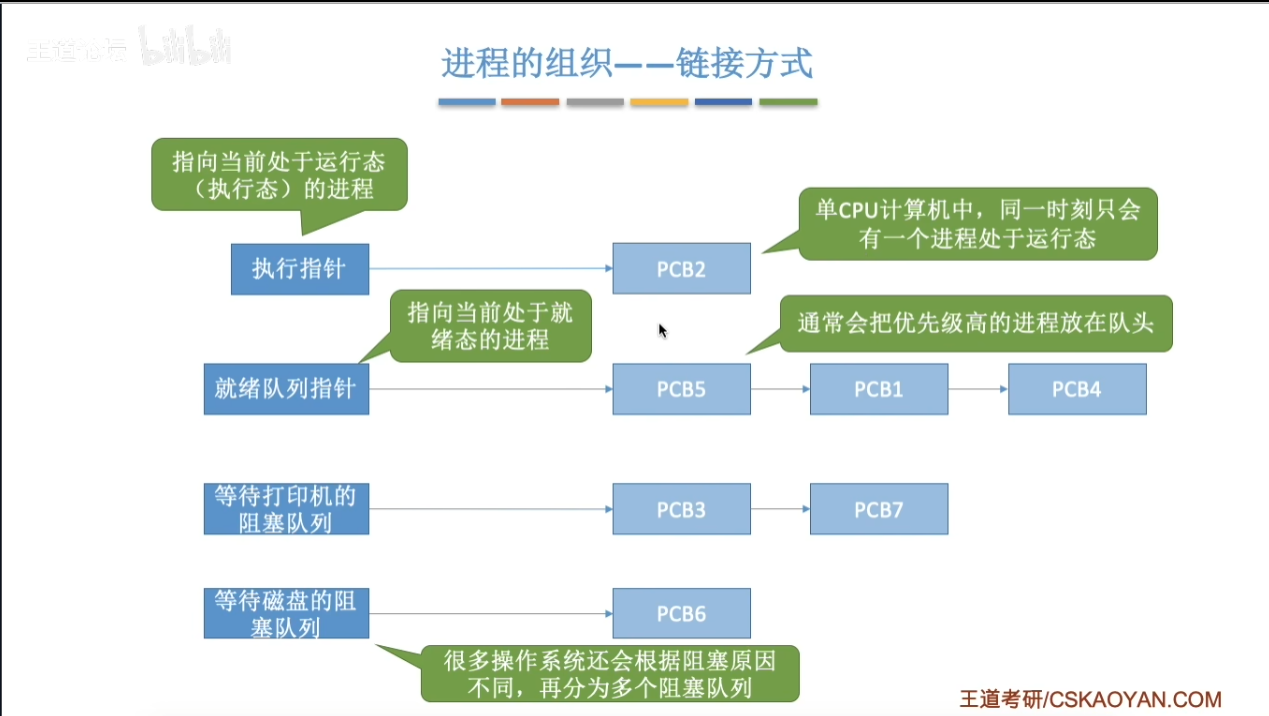 王道论坛 bilibili
进程的组织——链接方式
指向当前处于运行态
（执行态）的进程
单CPU计算机中，同一时刻只会
有一个进程处于运行态
执行指针
PCB2
指向当前处于就
绪态的进程
通常会把优先级高的进程放在队头
就绪队列指针
PCB5
PCB1
PCB4
等待打印机的
阻塞队列
PCB3
PCB7
等待磁盘的阻
塞队列
PCB6
很多操作系统还会根据阻塞原因
不同，再分为多个阻塞队列
王道考研/CSKAOYAN.COM